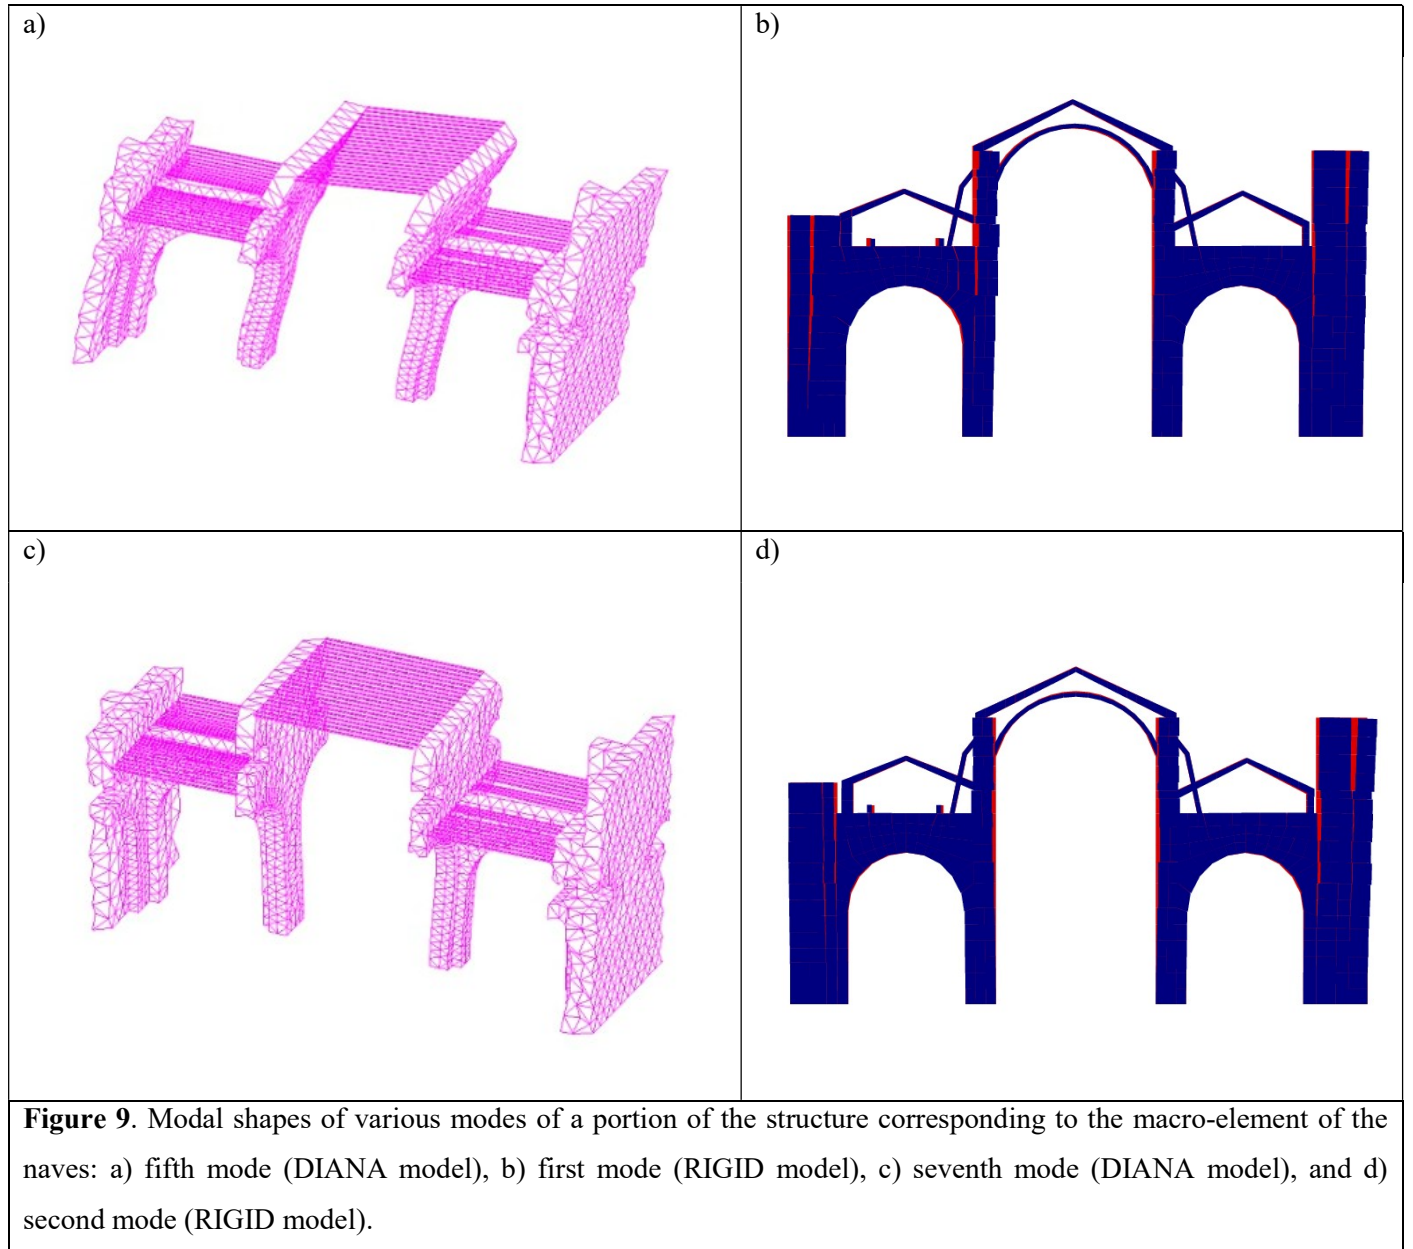 a)
b)
c)
d)
Figure 9. Modal shapes of various modes of a portion of the structure corresponding to the macro-element of the
naves: a) fifth mode (DIANA model), b) first mode (RIGID model), c) seventh mode (DIANA model), and d)
second mode (RIGID model).